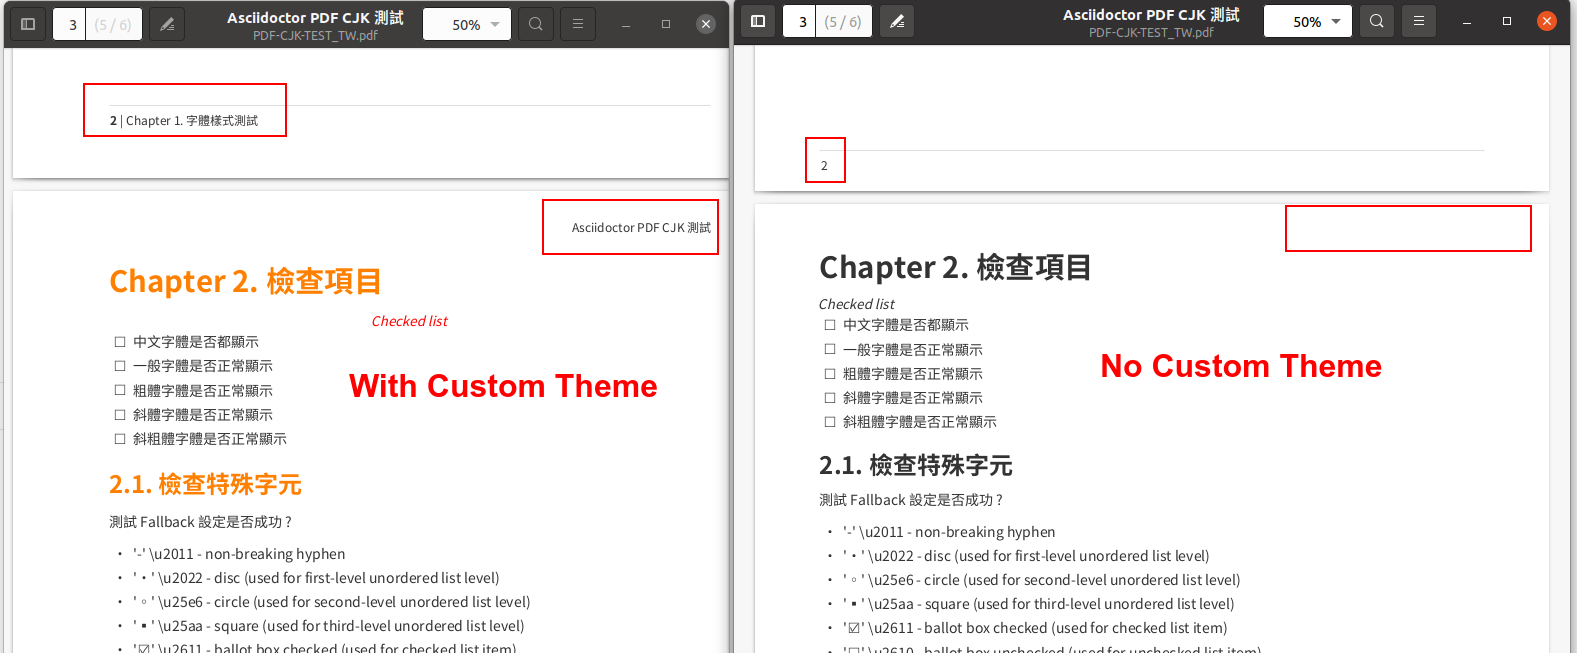 3 (5 / 6)
Asciidoctor PDF CJK 測試
PDF-CJK-TEST_TW.pdf
50%
2 | Chapter 1. 字體樣式測試
Asciidoctor PDF CJK 測試
Chapter 2. 檢查項目
Checked list
☐ 中文字體是否都顯示
☐ 一般字體是否正常顯示
☐ 粗體字體是否正常顯示
☐ 斜體字體是否正常顯示
☐ 斜粗體字體是否正常顯示
With Custom Theme
2.1. 檢查特殊字元
測試 Fallback 設定是否成功？
• '‑' \u2011 - non-breaking hyphen
• '•' \u2022 - disc (used for first-level unordered list level)
• '◦' \u25e6 - circle (used for second-level unordered list level)
• '▪' \u25aa - square (used for third-level unordered list level)
• '☑' \u2611 - ballot box checked (used for checked list item)
3 (5 / 6)
Asciidoctor PDF CJK 測試
PDF-CJK-TEST_TW.pdf
50%
2
Chapter 2. 檢查項目
Checked list
☐ 中文字體是否都顯示
☐ 一般字體是否正常顯示
☐ 粗體字體是否正常顯示
☐ 斜體字體是否正常顯示
☐ 斜粗體字體是否正常顯示
No Custom Theme
2.1. 檢查特殊字元
測試 Fallback 設定是否成功？
• '‑' \u2011 - non-breaking hyphen
• '•' \u2022 - disc (used for first-level unordered list level)
• '◦' \u25e6 - circle (used for second-level unordered list level)
• '▪' \u25aa - square (used for third-level unordered list level)
• '☑' \u2611 - ballot box checked (used for checked list item)
• '☐' \u2610 - ballot box unchecked (used for unchecked list item)